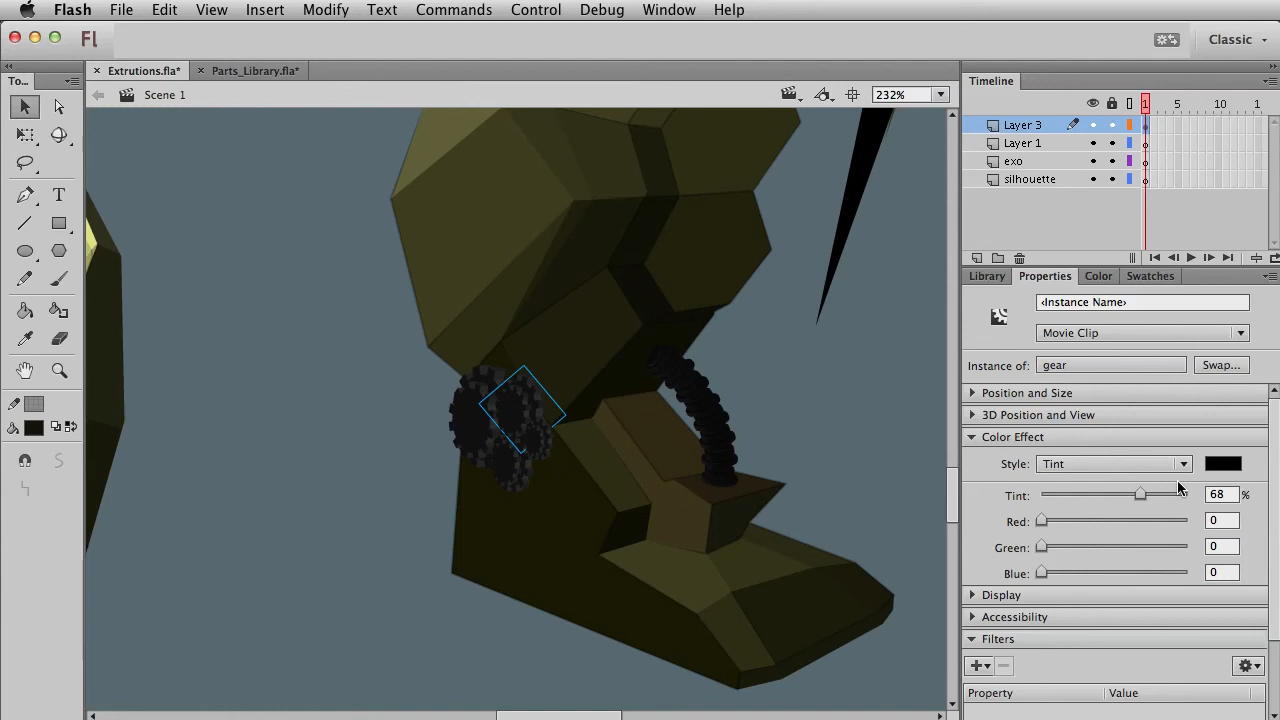 Flash File Edit View Insert Modify Text Commands Control Debug Window Help
Fl Classic
To... Extrutions.fla* Parts_Library.fla* Timeline
Scene 1 232%
1 5 10 1
Layer 3
Layer 1
exo
silhouette
Library Properties Color Swatches
‹Instance Name›
Movie Clip
Instance of: gear Swap...
Position and Size
3D Position and View
Color Effect
Style: Tint
Tint: 68 %
Red: 0
Green: 0
Blue: 0
Display
Accessibility
Filters
Property Value